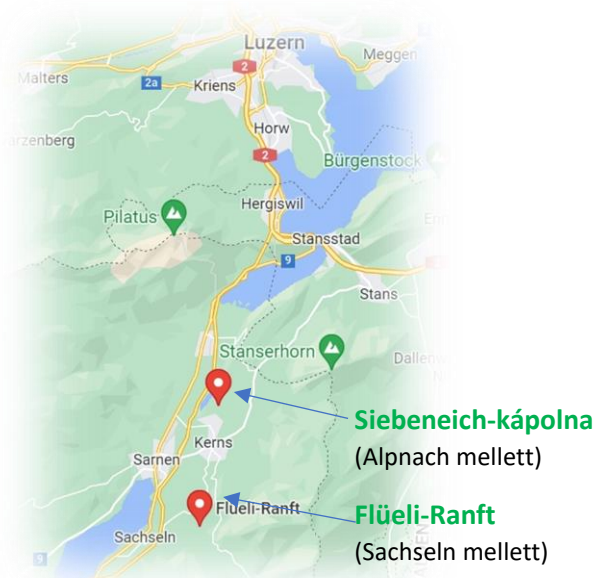 Luzern
Meggen
2
2a
Malters
Kriens
arzenberg
Horw
2
Bürgenstock
Hergiswil
Pilatus
Stansstad
9
Stans
Stanserhorn
Dallenw
Siebeneich-kápolna
(Alpnach mellett)
Kerns
Sarnen
Flüeli-Ranft
Flüeli-Ranft
(Sachseln mellett)
Sachseln
9